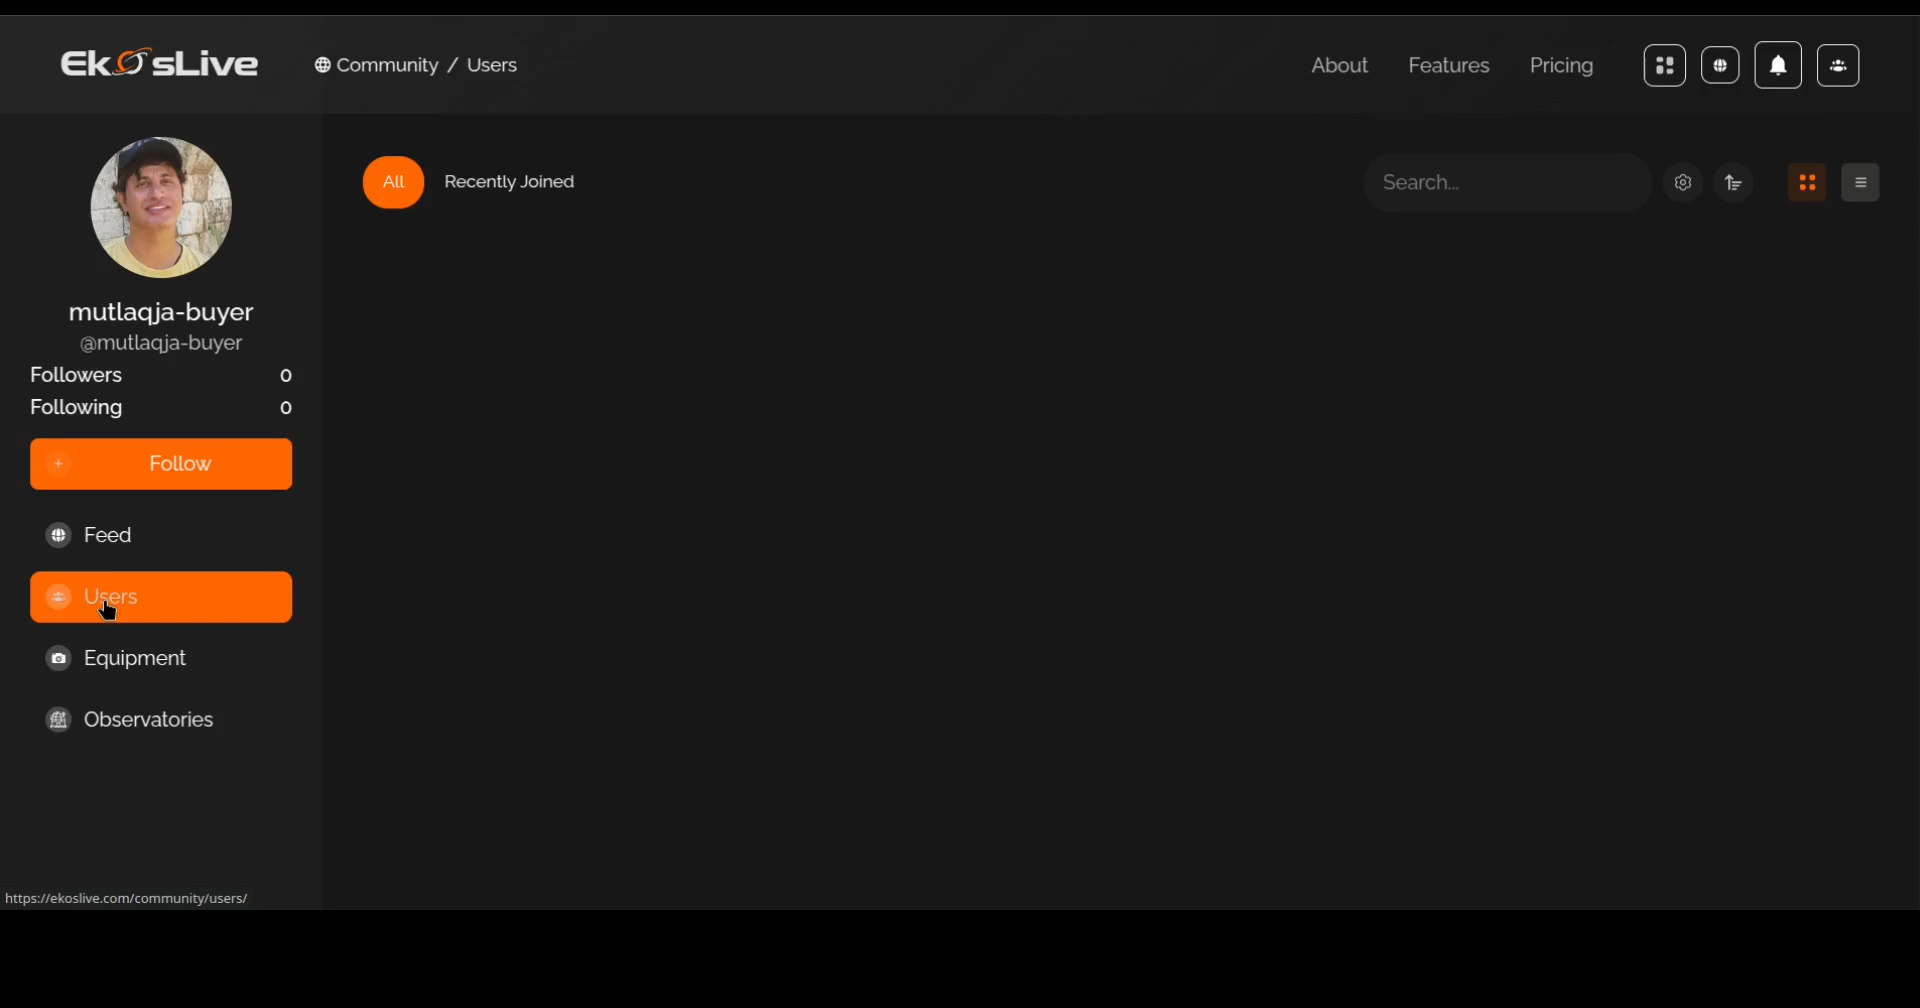 EkOsLive
Community / Users
About
Features
Pricing
All
Recently Joined
Search...
mutlaqja-buyer
@mutlaqja-buyer
Followers 0
Following 0
+ Follow
Feed
Users
Equipment
Observatories
https://ekoslive.com/community/users/